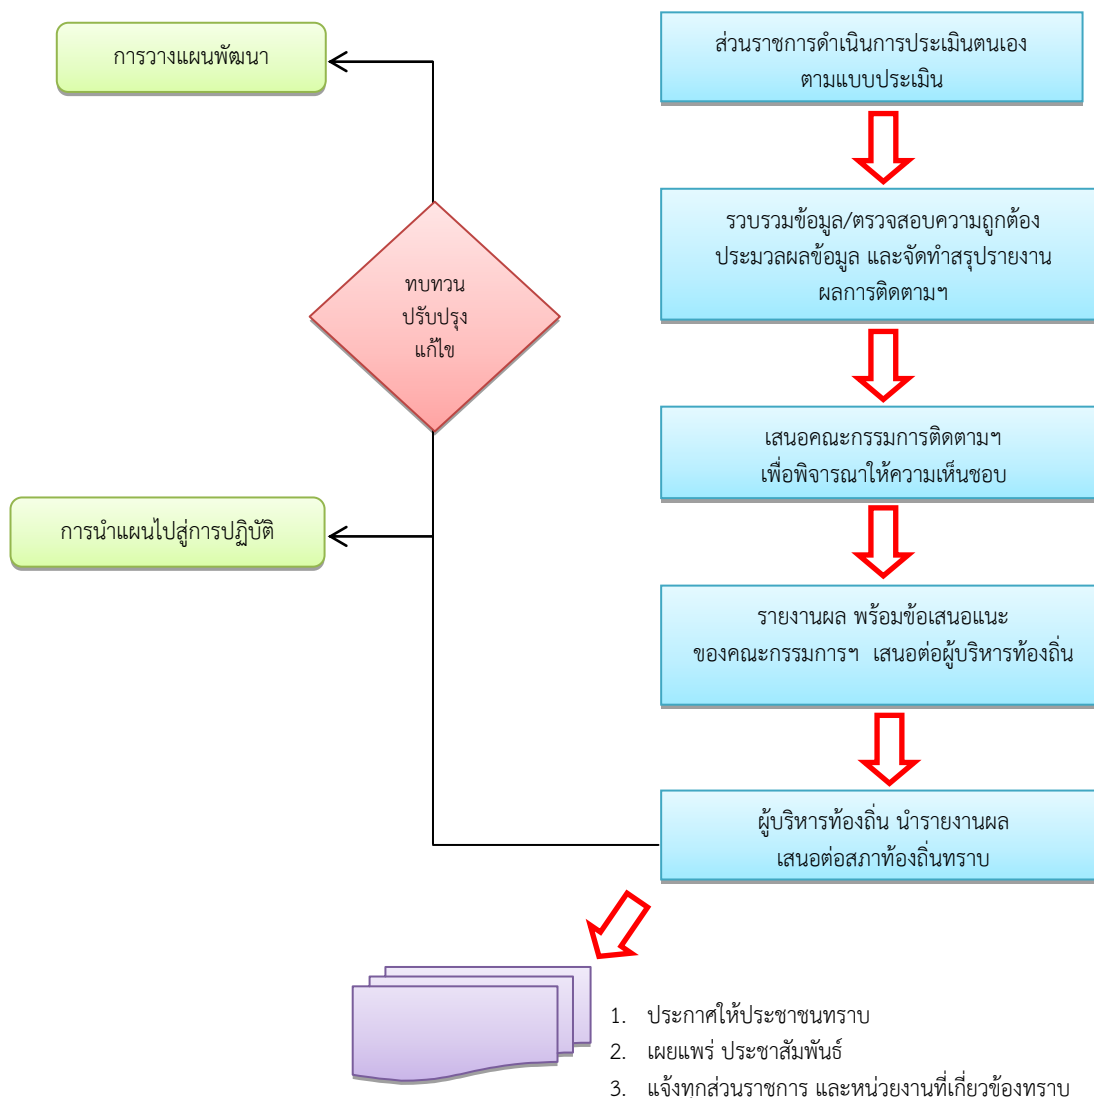 การวางแผนพัฒนา
ส่วนราชการดำเนินการประเมินตนเอง
ตามแบบประเมิน
รวบรวมข้อมูล/ตรวจสอบความถูกต้อง
ประมวลผลข้อมูล และจัดทำสรุปรายงาน
ผลการติดตามฯ
ทบทวน
ปรับปรุง
แก้ไข
เสนอคณะกรรมการติดตามฯ
เพื่อพิจารณาให้ความเห็นชอบ
การนำแผนไปสู่การปฏิบัติ
รายงานผล พร้อมข้อเสนอแนะ
ของคณะกรรมการฯ เสนอต่อผู้บริหารท้องถิ่น
ผู้บริหารท้องถิ่น นำรายงานผล
เสนอต่อสภาท้องถิ่นทราบ
1. ประกาศให้ประชาชนทราบ
2. เผยแพร่ ประชาสัมพันธ์
3. แจ้งทุกส่วนราชการ และหน่วยงานที่เกี่ยวข้องทราบ